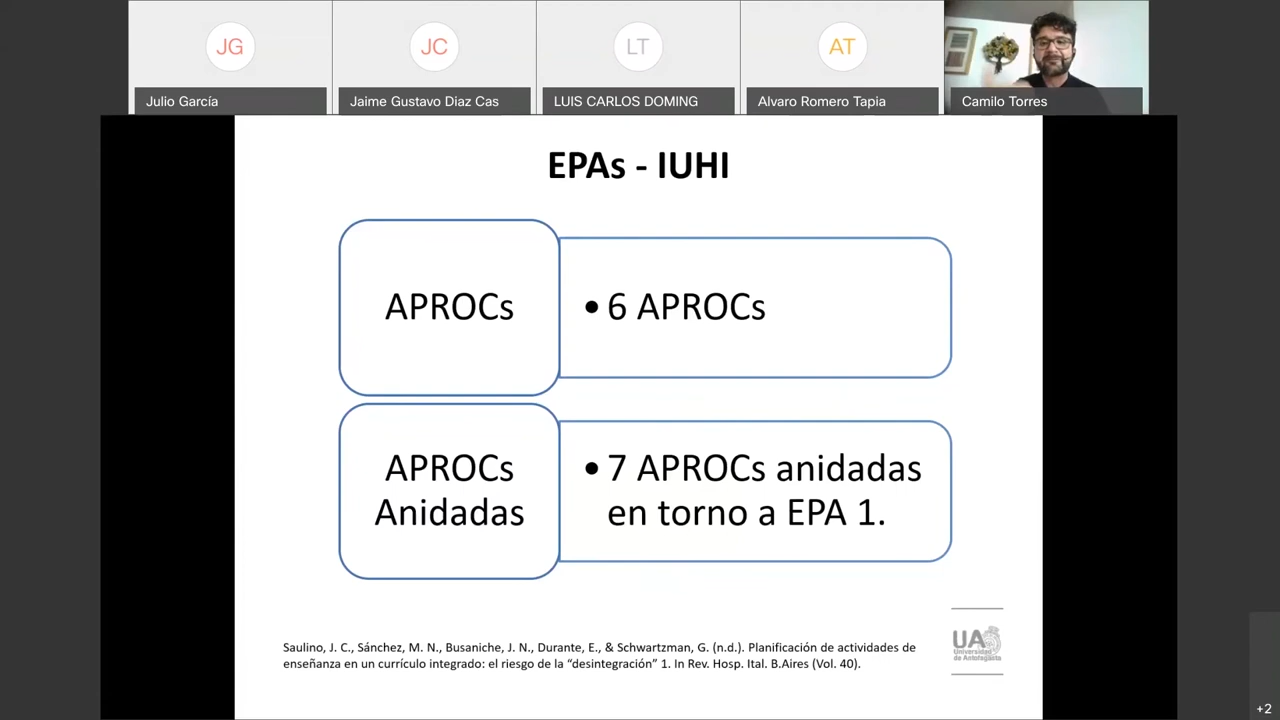 JG
JC
LT
AT
Julio García
Jaime Gustavo Diaz Cas
LUIS CARLOS DOMING
Alvaro Romero Tapia
Camilo Torres
EPAs - IUHI
APROCs
• 6 APROCs
APROCs
Anidadas
• 7 APROCs anidadas
en torno a EPA 1.
Saulino, J. C., Sánchez, M. N., Busaniche, J. N., Durante, E., & Schwartzman, G. (n.d.). Planificación de actividades de
enseñanza en un currículo integrado: el riesgo de la “desintegración” 1. In Rev. Hosp. Ital. B.Aires (Vol. 40).
UA
Universidad
de Antofagasta
+2